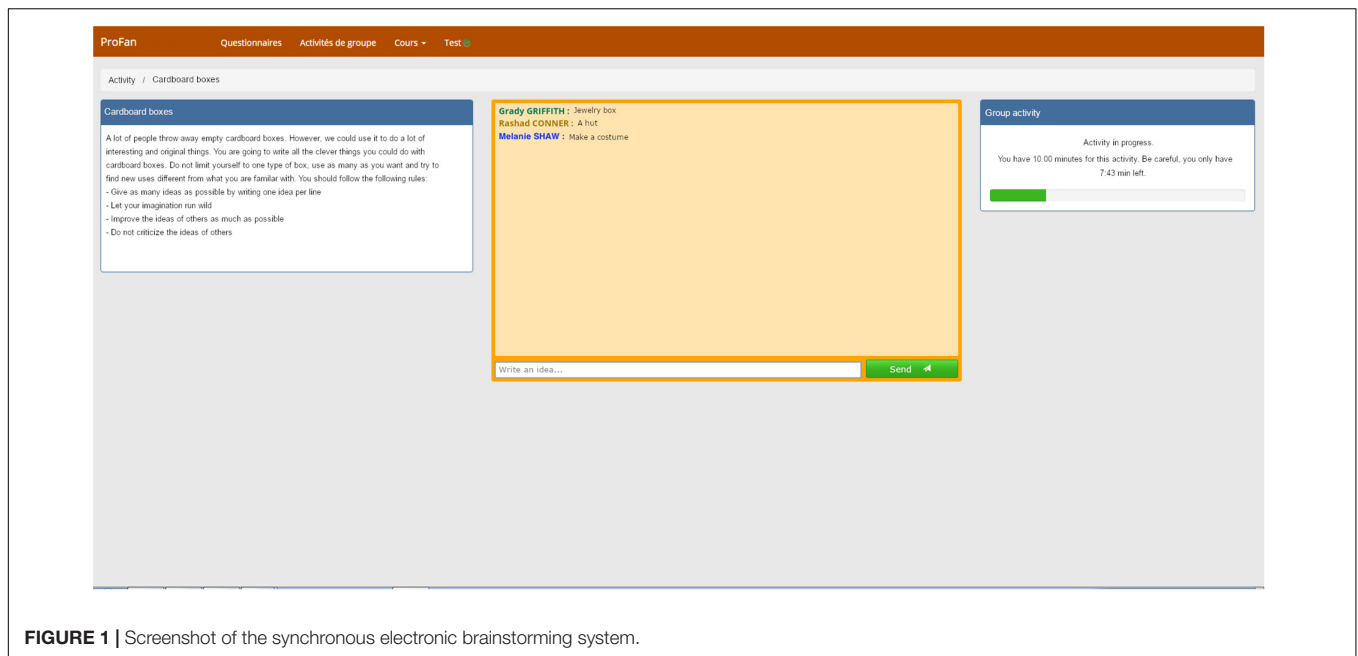 ProFan Questionnaires Activités de groupe Cours Test
Activity / Cardboard boxes
Cardboard boxes
A lot of people throw away empty cardboard boxes. However, we could use it to do a lot of
interesting and original things. You are going to write all the clever things you could do with
cardboard boxes. Do not limit yourself to one type of box, use as many as you want and try to
find new uses different from what you are familar with. You should follow the following rules:
- Give as many ideas as possible by writing one idea per line
- Let your imagination run wild
- Improve the ideas of others as much as possible
- Do not criticize the ideas of others
Grady GRIFFITH : Jewelry box
Rashad CONNER : A hut
Melanie SHAW : Make a costume
Write an idea...
Send
Group activity
Activity in progress.
You have 10.00 minutes for this activity. Be careful, you only have
7:43 min left.
FIGURE 1 | Screenshot of the synchronous electronic brainstorming system.